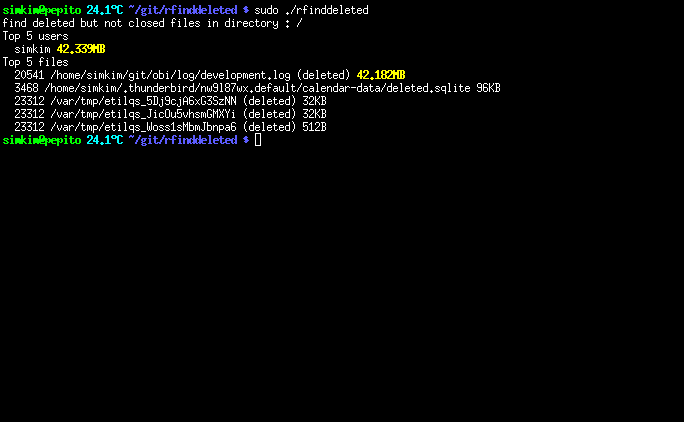 simkim@pepito 24.1°C ~/git/rfinddeleted $ sudo ./rfinddeleted
find deleted but not closed files in directory : /
Top 5 users
  simkim 42.339MB
Top 5 files
  20541 /home/simkim/git/obi/log/development.log (deleted) 42.182MB
  3468 /home/simkim/.thunderbird/nw9l87wx.default/calendar-data/deleted.sqlite 96KB
  23312 /var/tmp/etilqs_5Dj9cjA6xG3SzNN (deleted) 32KB
  23312 /var/tmp/etilqs_JicOu5vhsmGMXYi (deleted) 32KB
  23312 /var/tmp/etilqs_Woss1sMbmJbnpa6 (deleted) 512B
simkim@pepito 24.1°C ~/git/rfinddeleted $